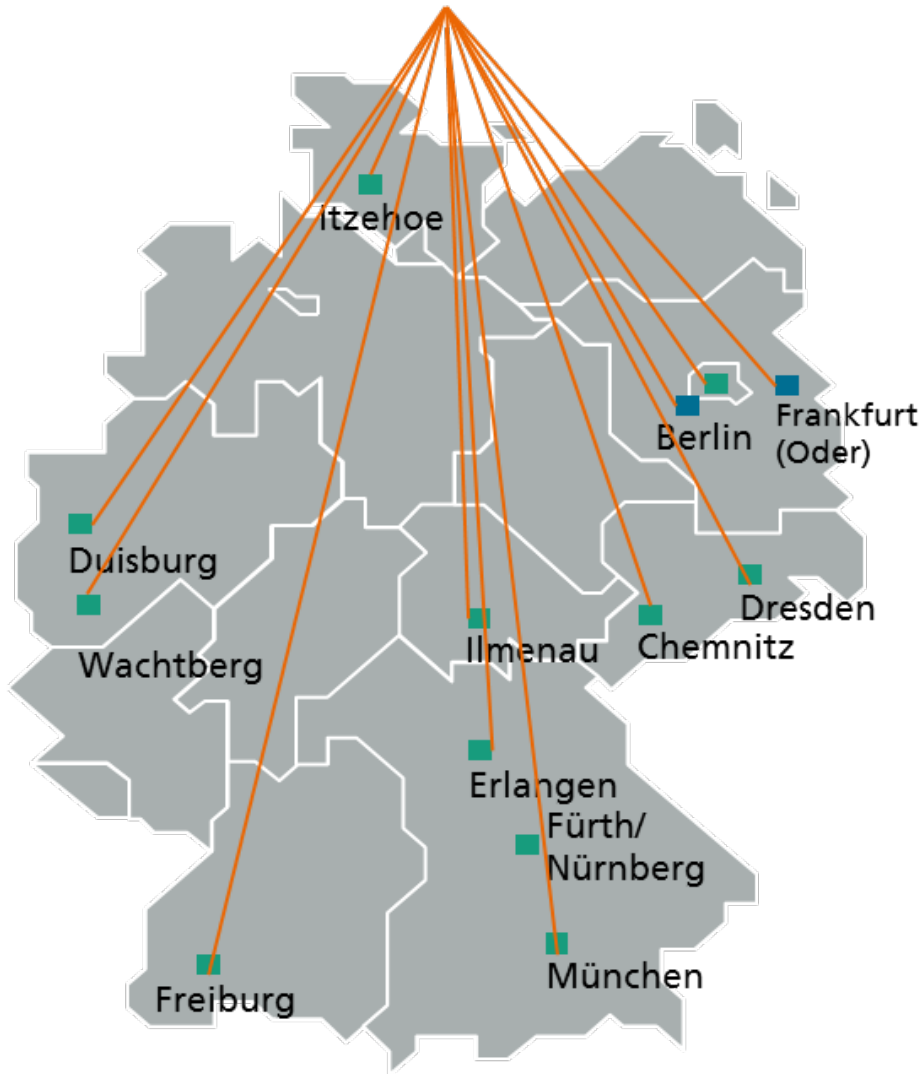 Itzehoe
Berlin
Frankfurt
(Oder)
Duisburg
Wachtberg
Ilmenau
Chemnitz
Dresden
Erlangen
Fürth/
Nürnberg
München
Freiburg